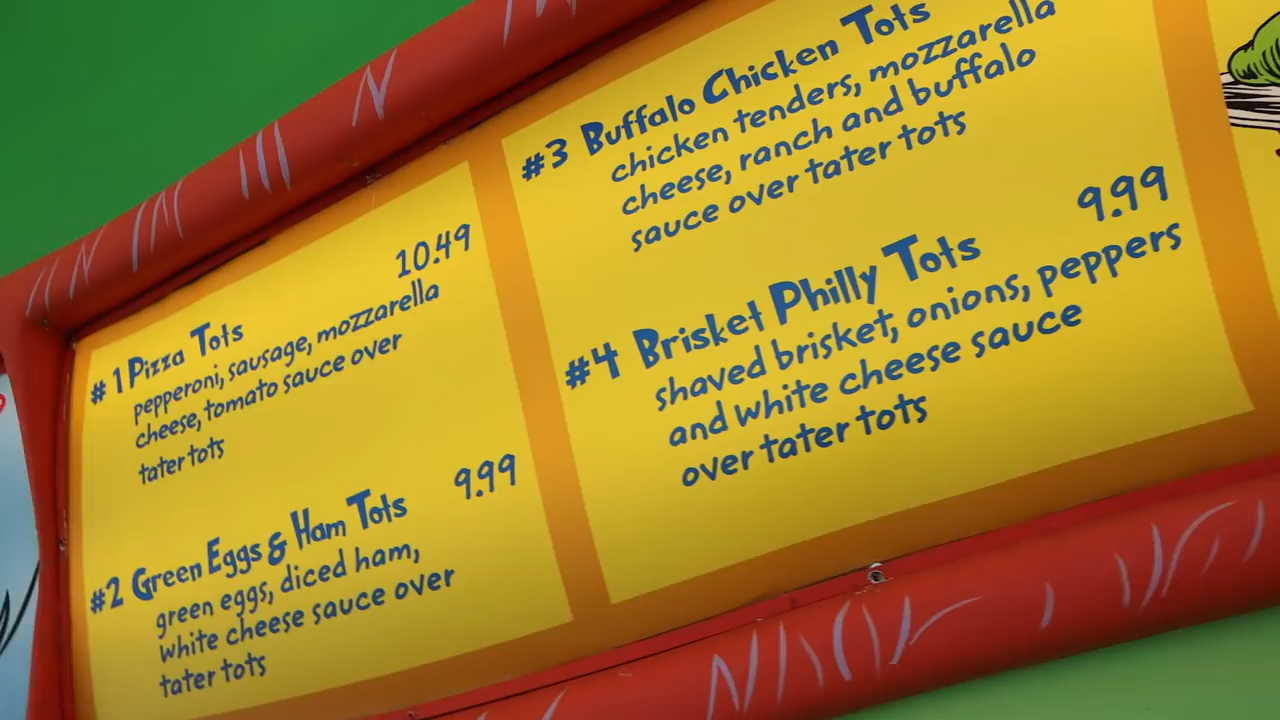 10.49
# 1 Pizza Tots
pepperoni, sausage, mozzarella
cheese, tomato sauce over
tater tots
#2 Green Eggs & Ham Tots 9.99
green eggs, diced ham,
white cheese sauce over
tater tots
#3 Buffalo Chicken Tots
chicken tenders, mozzarella
cheese, ranch and buffalo
sauce over tater tots
9.99
#4 Brisket Philly Tots
shaved brisket, onions, peppers
and white cheese sauce
over tater tots